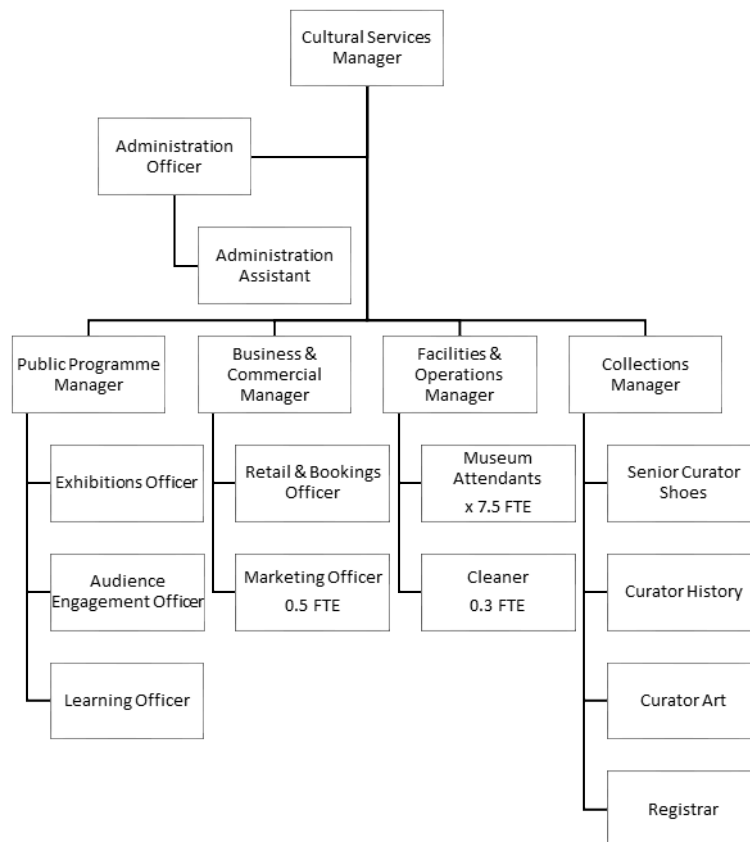 Cultural Services
Manager
Administration
Officer
Administration
Assistant
Public Programme
Manager
Business &
Commercial
Manager
Facilities &
Operations
Manager
Collections
Manager
Exhibitions Officer
Retail & Bookings
Officer
Museum
Attendants
x 7.5 FTE
Senior Curator
Shoes
Audience
Engagement Officer
Marketing Officer
0.5 FTE
Cleaner
0.3 FTE
Curator History
Learning Officer
Curator Art
Registrar